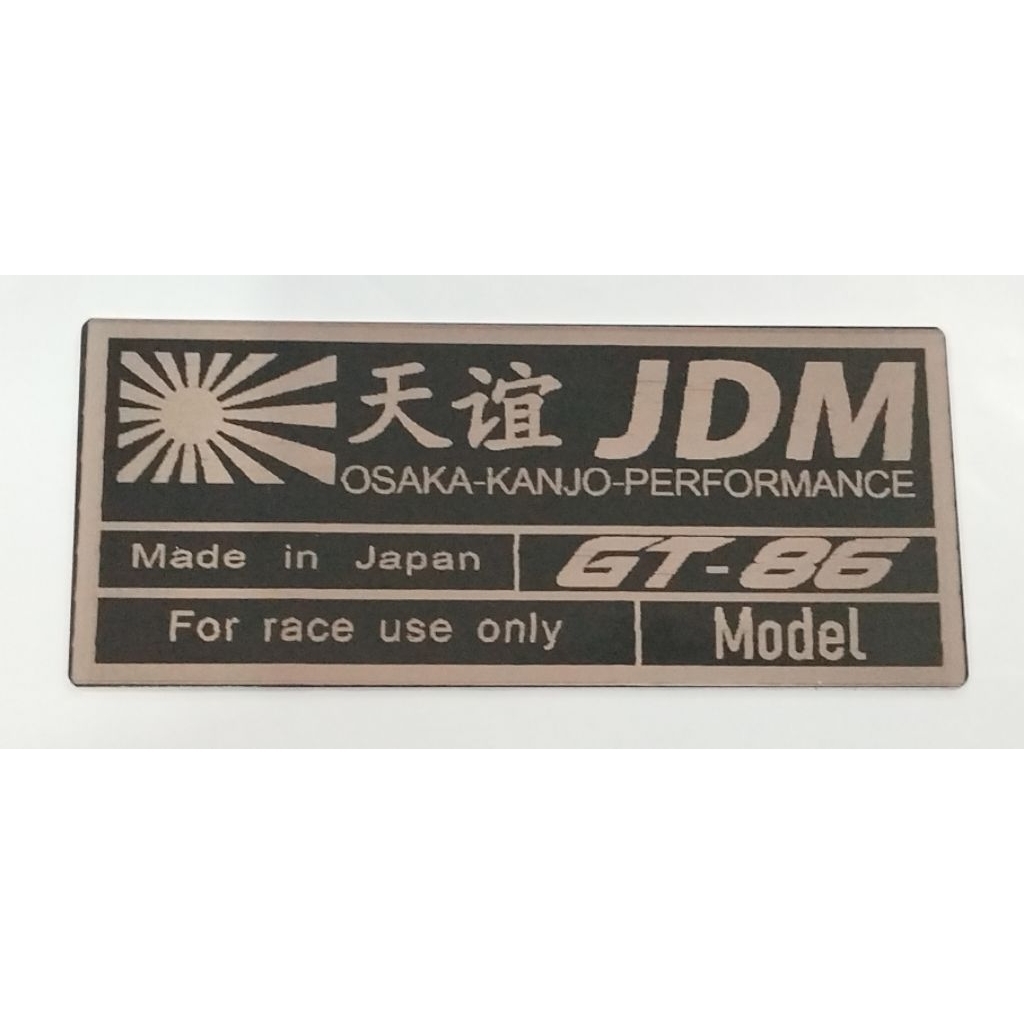 天谊 JDM
OSAKA-KANJO-PERFORMANCE
Made in Japan GT-86
For race use only Model